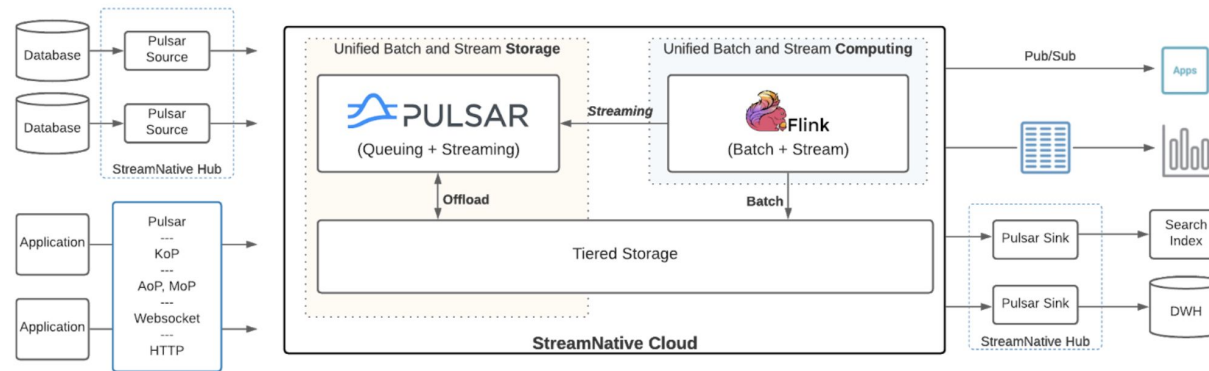 Database
Pulsar
Source
Database
Pulsar
Source
StreamNative Hub
Application
Application
Pulsar
---
KoP
---
AoP, MoP
---
Websocket
---
HTTP
Unified Batch and Stream Storage
PULSAR
(Queuing + Streaming)
Streaming
Unified Batch and Stream Computing
Flink
(Batch + Stream)
Offload
Batch
Tiered Storage
StreamNative Cloud
Pub/Sub
Apps
Pulsar Sink
Search
Index
Pulsar Sink
DWH
StreamNative Hub